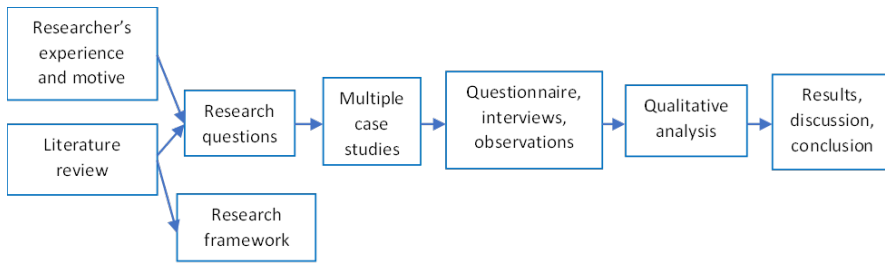 Researcher’s
experience
and motive
Literature
review
Research
questions
Research
framework
Multiple
case
studies
Questionnaire,
interviews,
observations
Qualitative
analysis
Results,
discussion,
conclusion